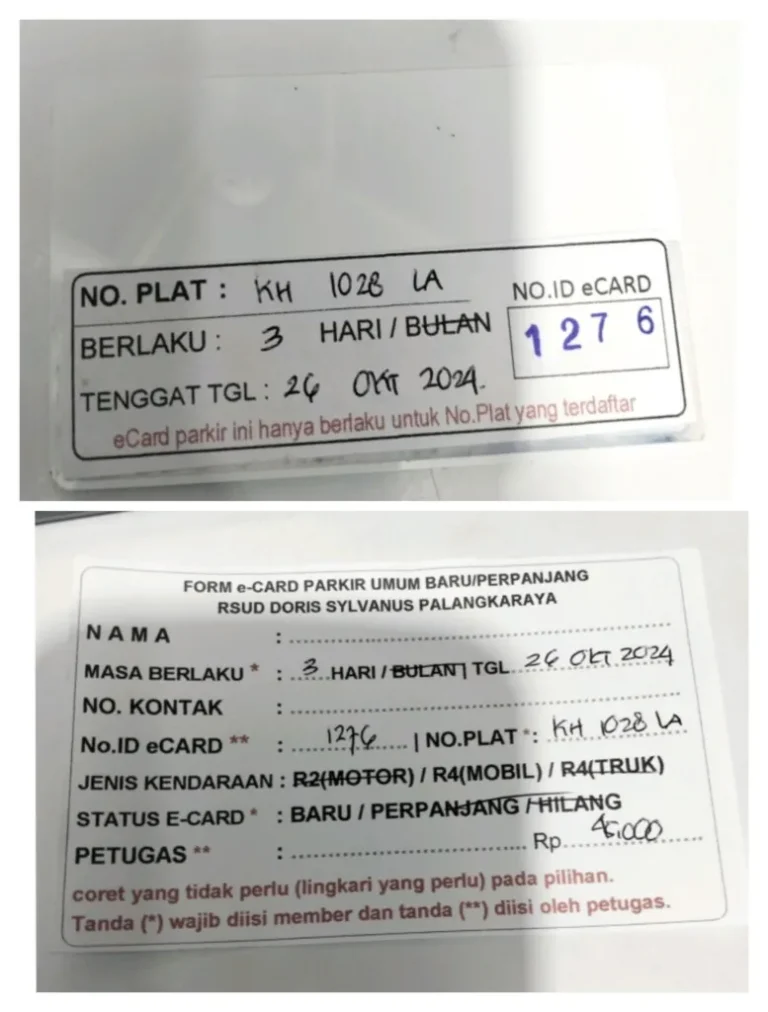 NO. PLAT : KH 1028 LA
NO.ID eCARD
BERLAKU : 3 HARI / BULAN
1276
TENGGAT TGL : 26 OKT 2024.
eCard parkir ini hanya berlaku untuk No.Plat yang terdaftar
FORM e-CARD PARKIR UMUM BARU/PERPANJANG
RSUD DORIS SYLVANUS PALANGKARAYA
NAMA : ....................
MASA BERLAKU * : 3 HARI / BULAN | TGL 26 OKT 2024
NO. KONTAK : ....................
No.ID eCARD ** : 1276 | NO.PLAT *: KH 1028 LA
JENIS KENDARAAN : R2(MOTOR) / R4(MOBIL) / R4(TRUK)
STATUS E-CARD * : BARU / PERPANJANG / HILANG
PETUGAS ** : .................... Rp 45.000
coret yang tidak perlu (lingkari yang perlu) pada pilihan.
Tanda (*) wajib diisi member dan tanda (**) diisi oleh petugas.